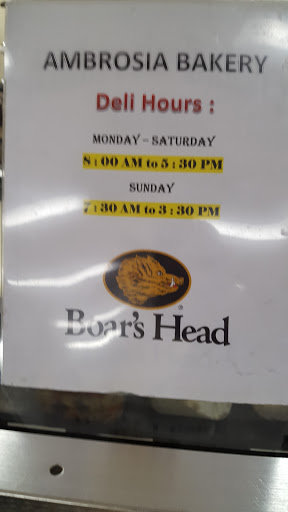 AMBROSIA BAKERY
Deli Hours :
MONDAY – SATURDAY
8 : 00 AM to 5 : 30 PM
SUNDAY
7 : 30 AM to 3 : 30 PM
Boar's Head